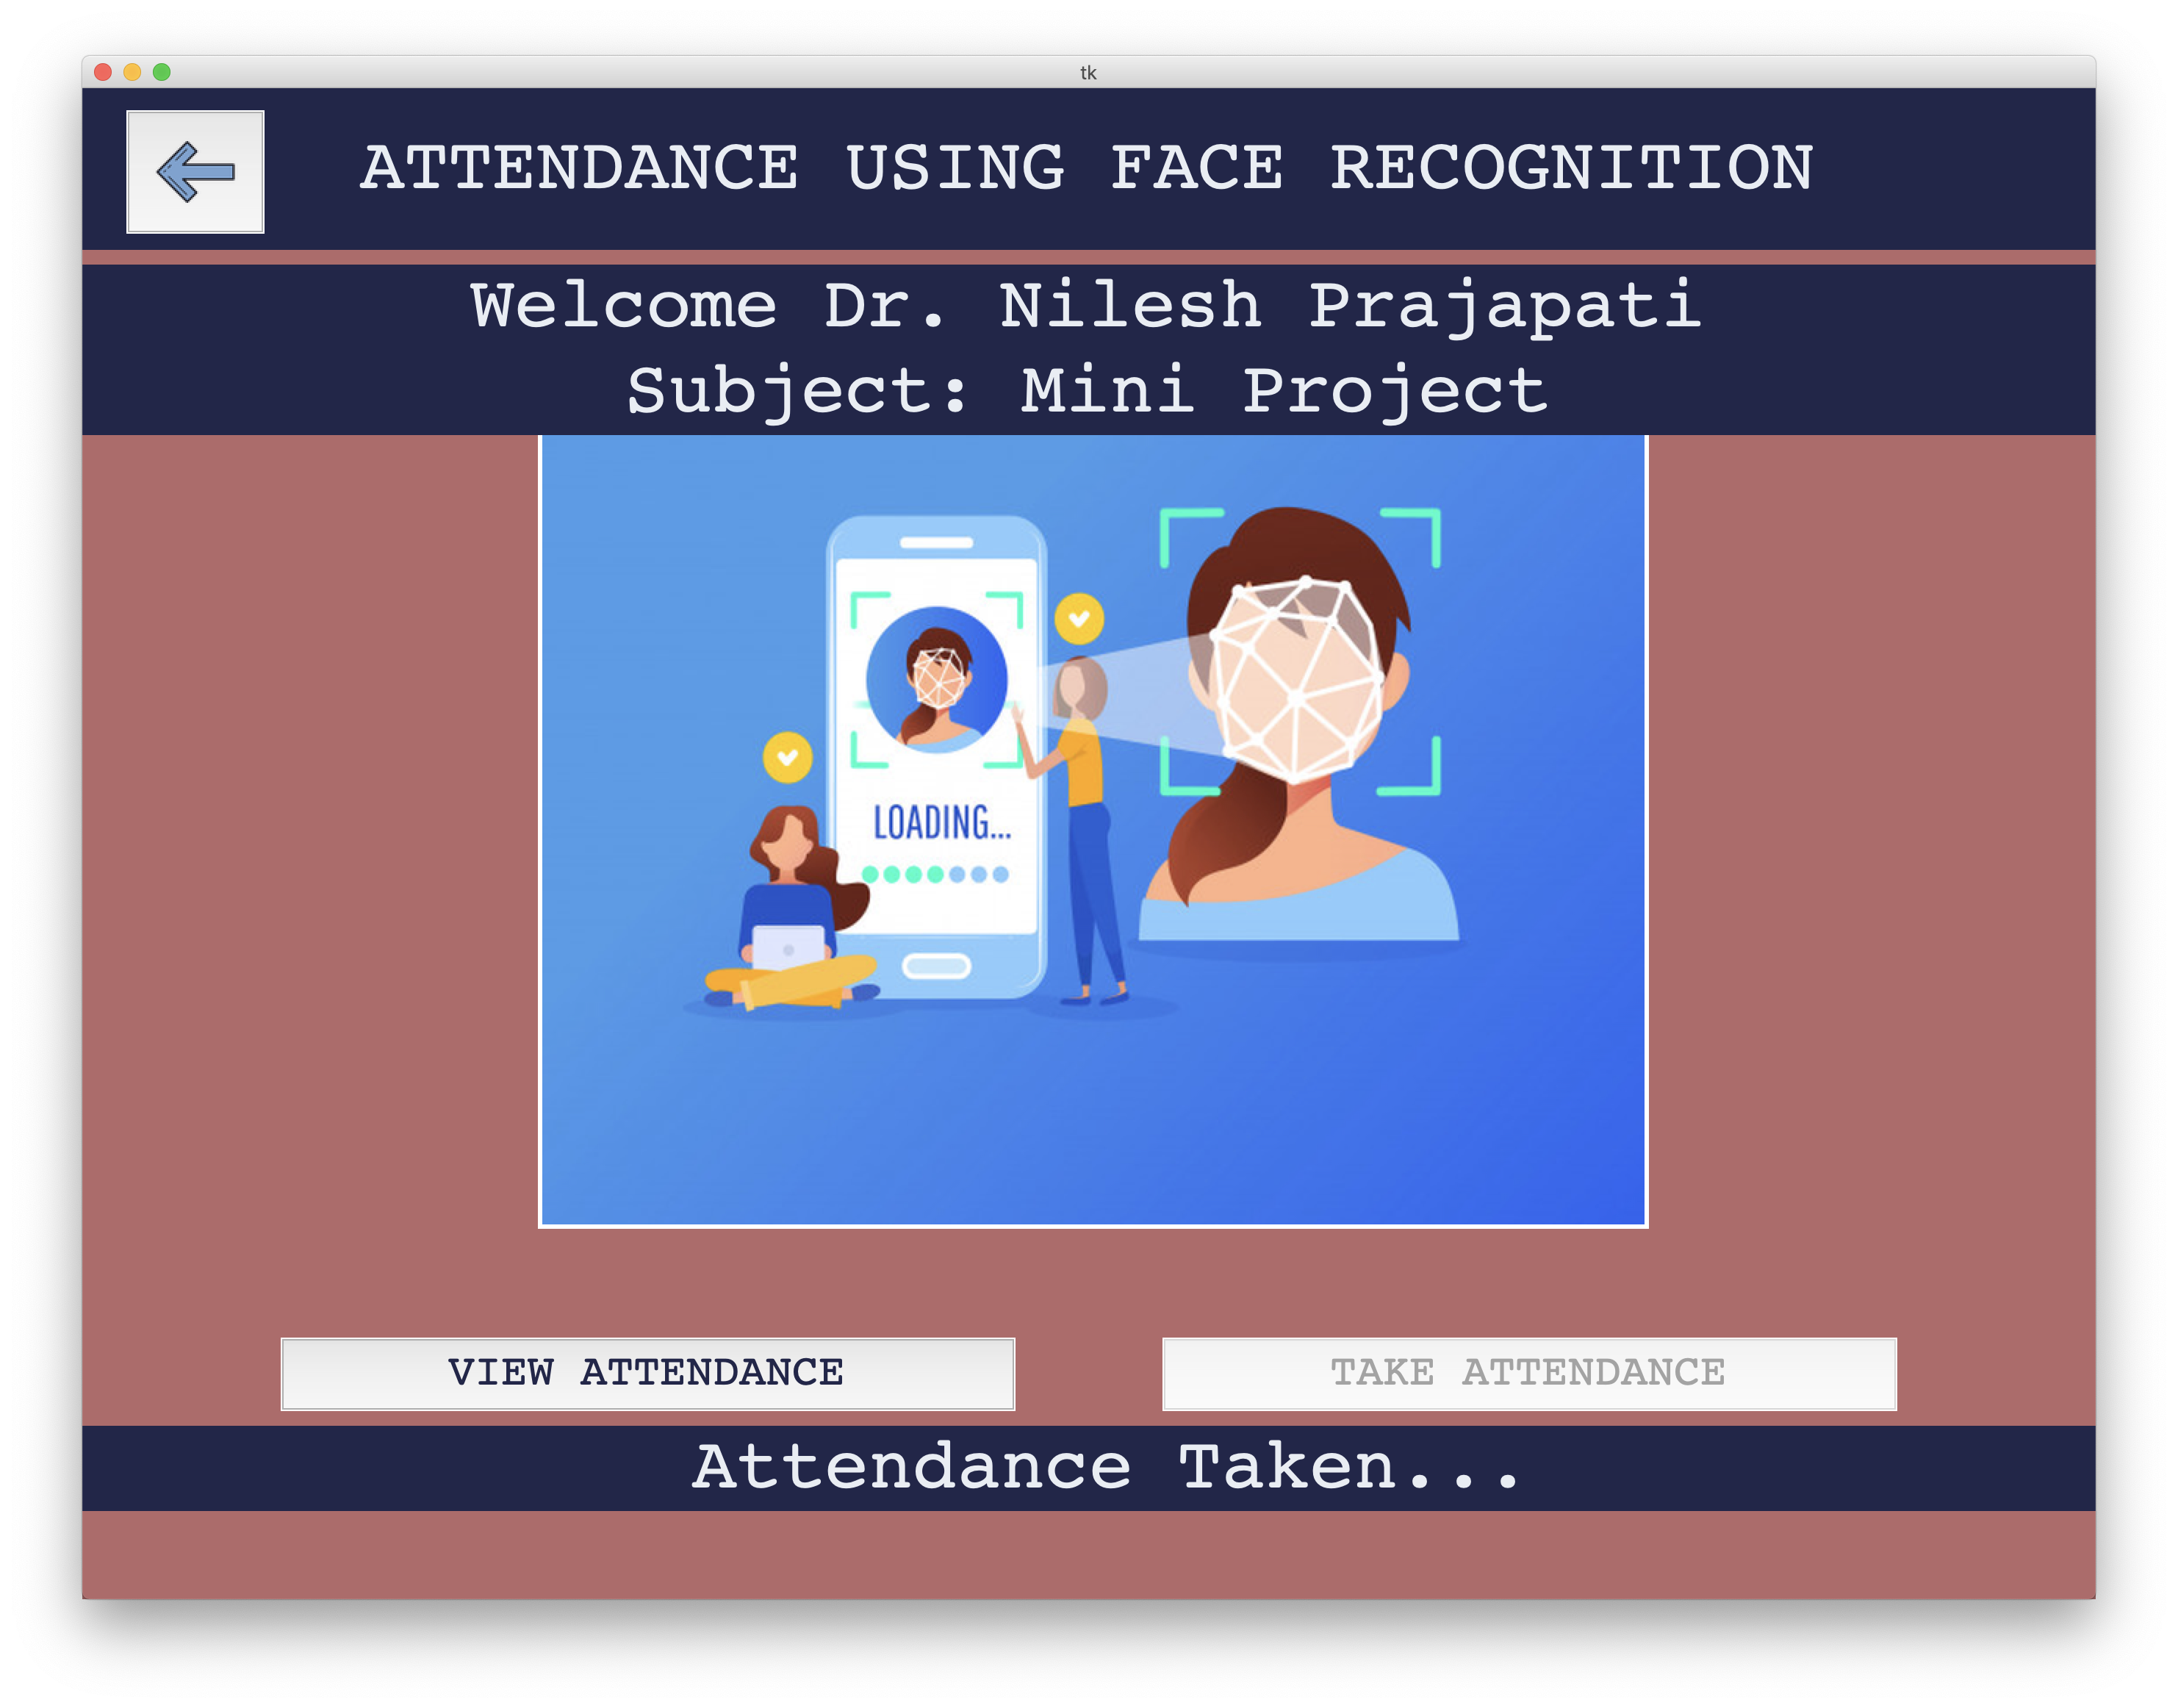 tk
ATTENDANCE USING FACE RECOGNITION
Welcome Dr. Nilesh Prajapati
Subject: Mini Project
LOADING...
VIEW ATTENDANCE
TAKE ATTENDANCE
Attendance Taken...